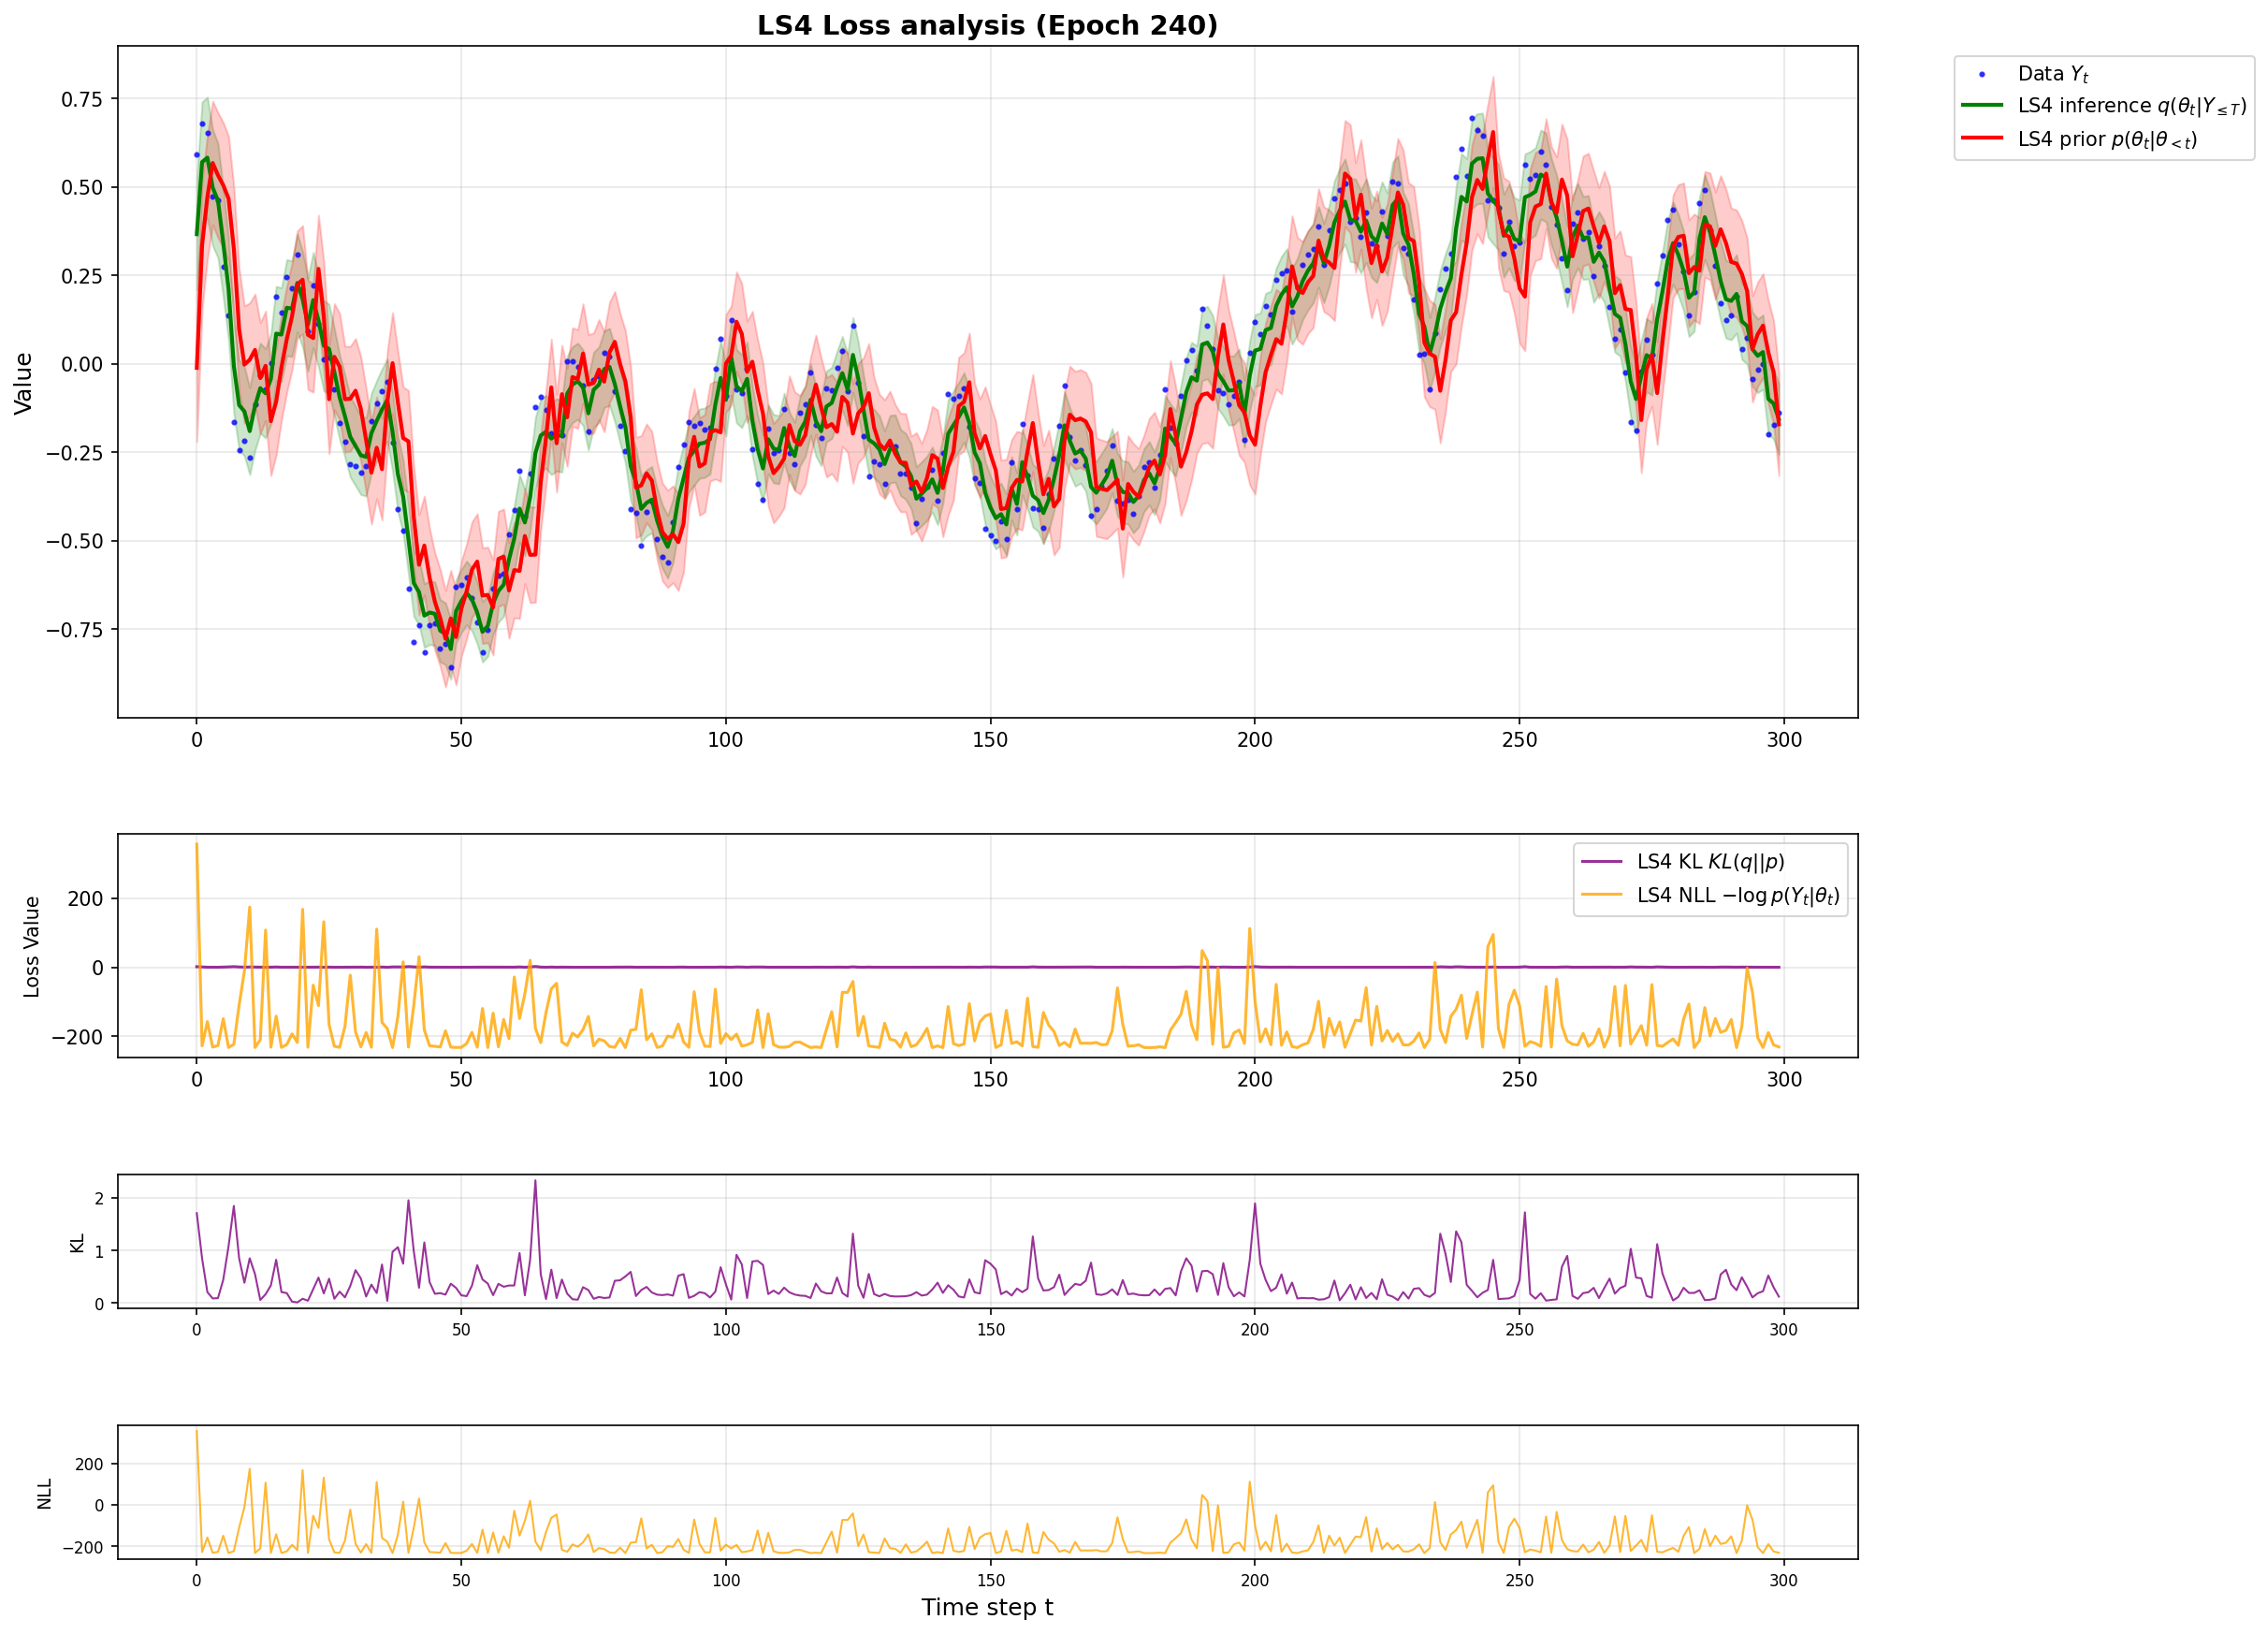 LS4 Loss analysis (Epoch 240)
Data Y_t
LS4 inference q(θ_t|Y_≤T)
LS4 prior p(θ_t|θ_<t)
Value
0.75
0.50
0.25
0.00
−0.25
−0.50
−0.75
0 50 100 150 200 250 300
LS4 KL KL(q||p)
LS4 NLL −log p(Y_t|θ_t)
Loss Value
200
0
−200
0 50 100 150 200 250 300
KL
2
1
0
0 50 100 150 200 250 300
NLL
200
0
−200
0 50 100 150 200 250 300
Time step t